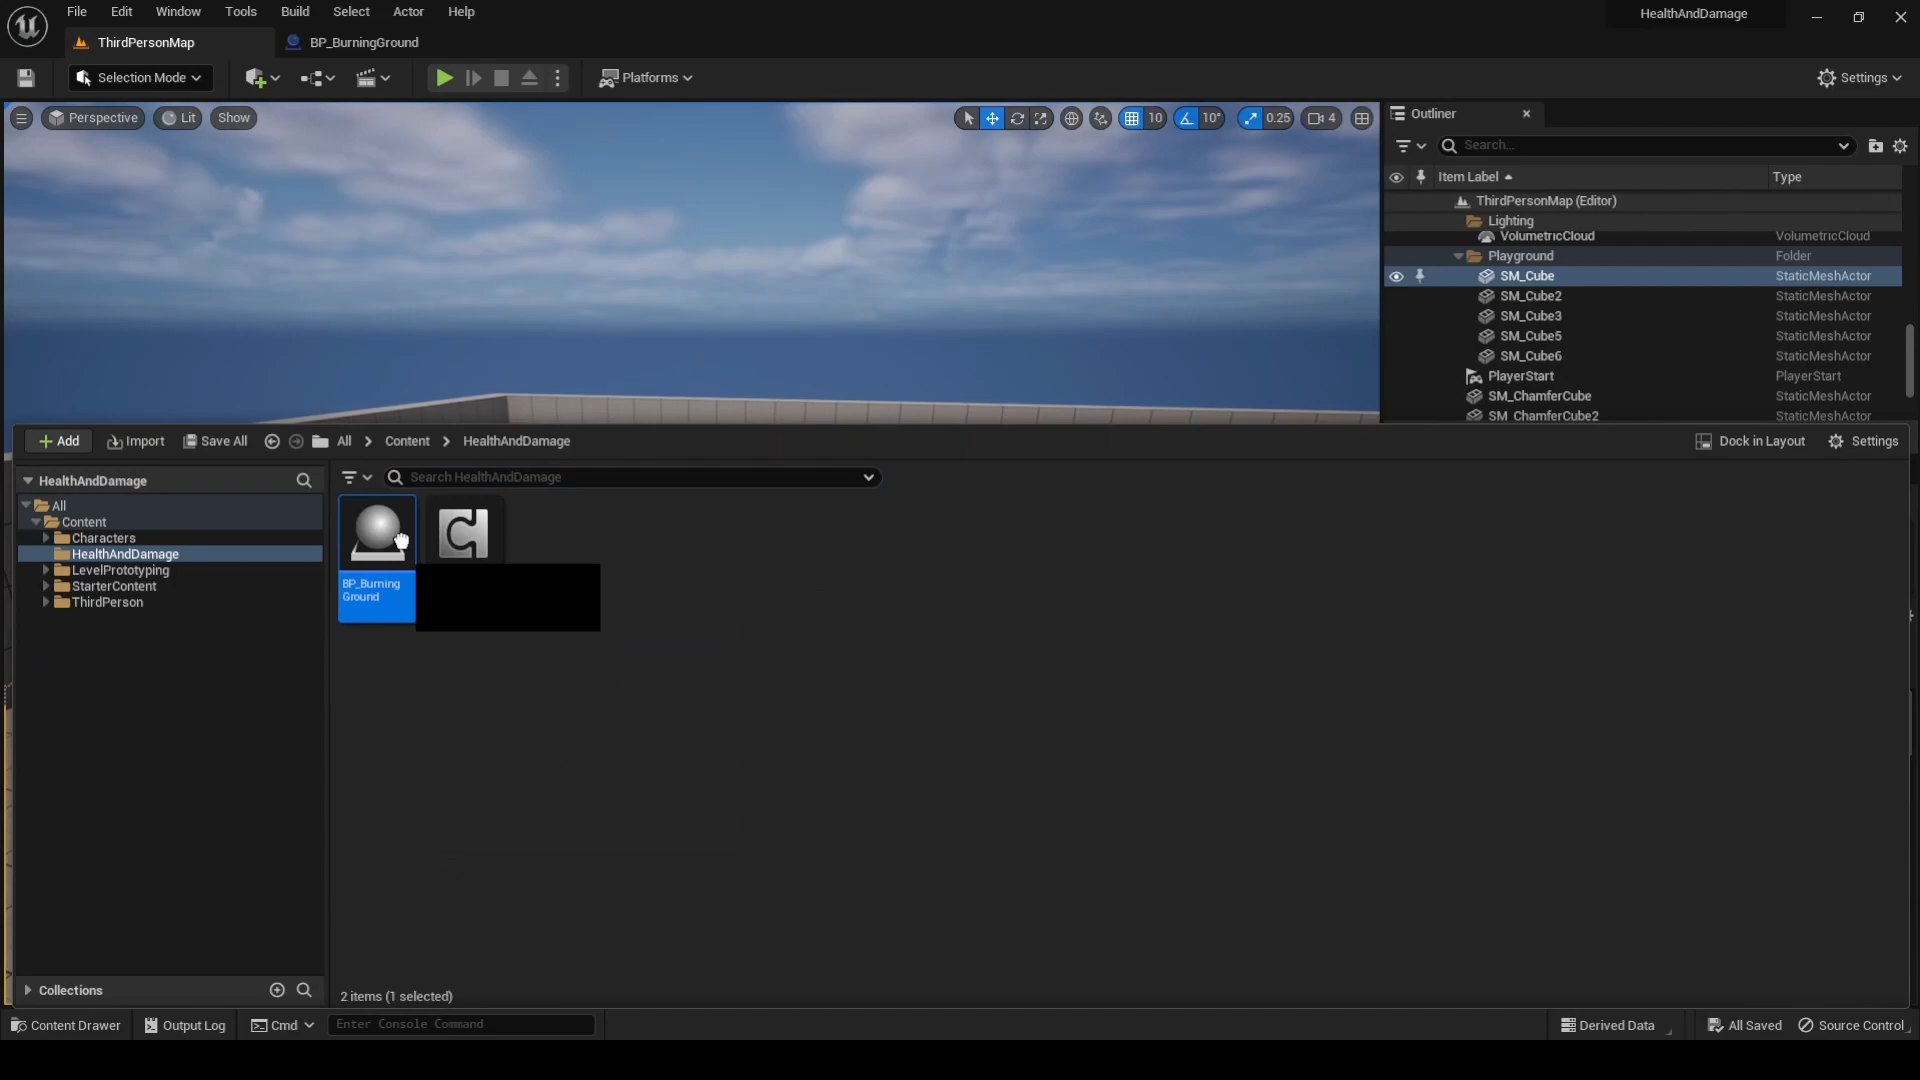 File Edit Window Tools Build Select Actor Help
HealthAndDamage
ThirdPersonMap
BP_BurningGround
Selection Mode
Platforms
Settings
Perspective
Lit
Show
10
10°
0.25
4
Outliner
Search...
Item Label
Type
ThirdPersonMap (Editor)
Lighting
VolumetricCloud VolumetricCloud
Playground Folder
SM_Cube StaticMeshActor
SM_Cube2 StaticMeshActor
SM_Cube3 StaticMeshActor
SM_Cube5 StaticMeshActor
SM_Cube6 StaticMeshActor
PlayerStart PlayerStart
SM_ChamferCube StaticMeshActor
SM_ChamferCube2 StaticMeshActor
Add
Import
Save All
All > Content > HealthAndDamage
Dock in Layout
Settings
HealthAndDamage
Search HealthAndDamage
All
Content
Characters
HealthAndDamage
LevelPrototyping
StarterContent
ThirdPerson
BP_Burning
Ground
Collections
2 items (1 selected)
Content Drawer
Output Log
Cmd
Enter Console Command
Derived Data
All Saved
Source Control